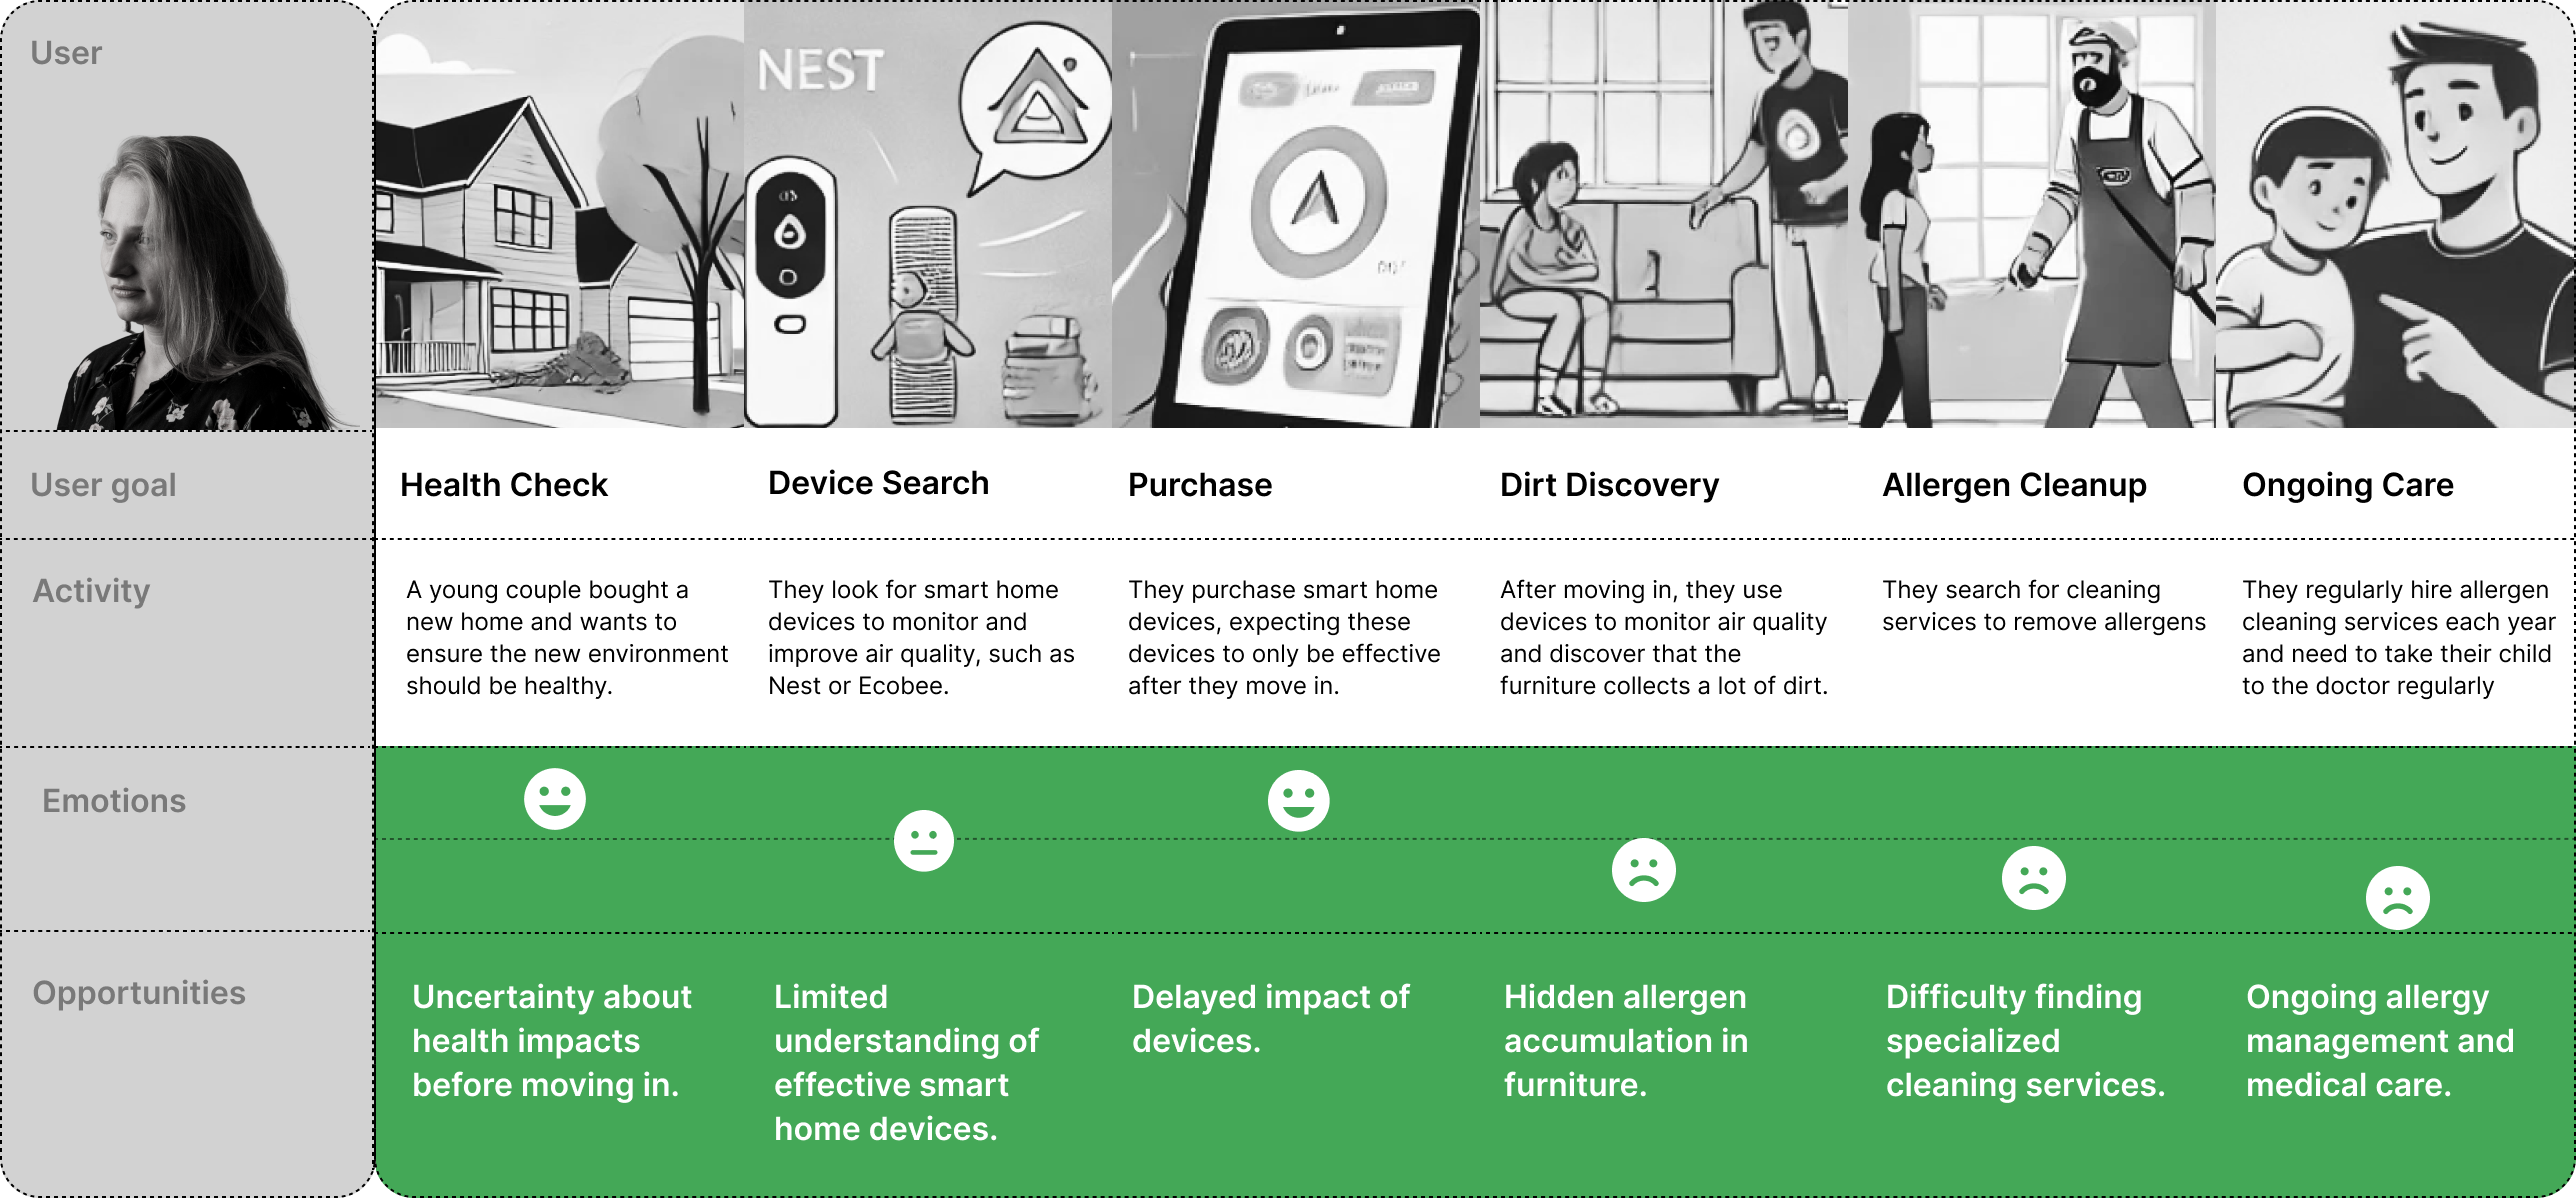 User
NEST
User goal
Health Check
Device Search
Purchase
Dirt Discovery
Allergen Cleanup
Ongoing Care
Activity
A young couple bought a
new home and wants to
ensure the new environment
should be healthy.
They look for smart home
devices to monitor and
improve air quality, such as
Nest or Ecobee.
They purchase smart home
devices, expecting these
devices to only be effective
after they move in.
After moving in, they use
devices to monitor air quality
and discover that the
furniture collects a lot of dirt.
They search for cleaning
services to remove allergens
They regularly hire allergen
cleaning services each year
and need to take their child
to the doctor regularly
Emotions
Opportunities
Uncertainty about
health impacts
before moving in.
Limited
understanding of
effective smart
home devices.
Delayed impact of
devices.
Hidden allergen
accumulation in
furniture.
Difficulty finding
specialized
cleaning services.
Ongoing allergy
management and
medical care.